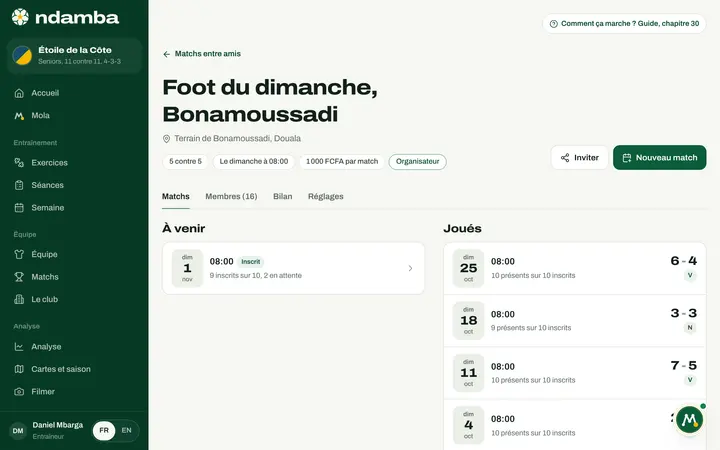 ndamba
Étoile de la Côte
Seniors, 11 contre 11, 4-3-3
Accueil
Mola
Entraînement
Exercices
Séances
Semaine
Équipe
Équipe
Matchs
Le club
Analyse
Analyse
Cartes et saison
Filmer
DM
Daniel Mbarga
Entraîneur
FR
EN
Comment ça marche ? Guide, chapitre 30
Matchs entre amis
Foot du dimanche,
Bonamoussadi
Terrain de Bonamoussadi, Douala
5 contre 5
Le dimanche à 08:00
1 000 FCFA par match
Organisateur
Inviter
Nouveau match
Matchs
Membres (16)
Bilan
Réglages
À venir
dim
1
nov
08:00
Inscrit
9 inscrits sur 10, 2 en attente
Joués
dim
25
oct
08:00
10 présents sur 10 inscrits
6 - 4
V
dim
18
oct
08:00
9 présents sur 10 inscrits
3 - 3
N
dim
11
oct
08:00
10 présents sur 10 inscrits
7 - 5
V
dim
4
oct
08:00
10 présents sur 10 inscrits